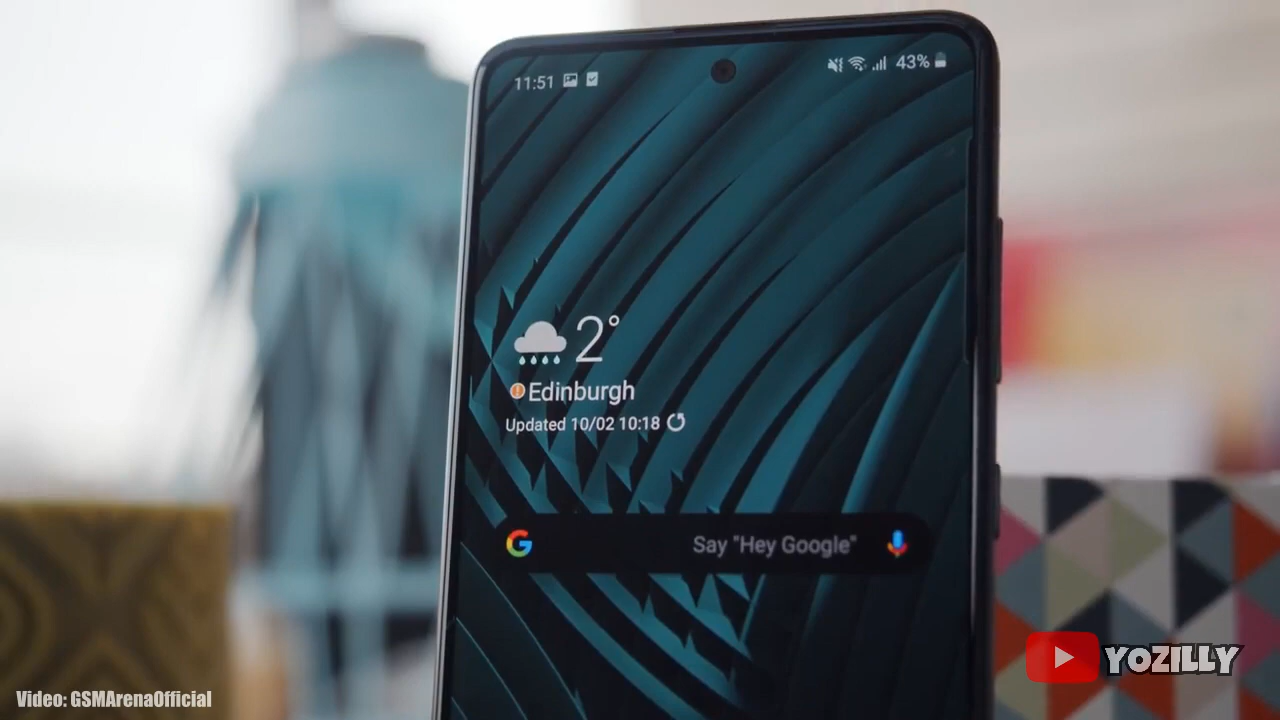 11:51
43%
2°
Edinburgh
Updated 10/02 10:18
G
Say "Hey Google"
YOZILLY
Video: GSMArenaOfficial